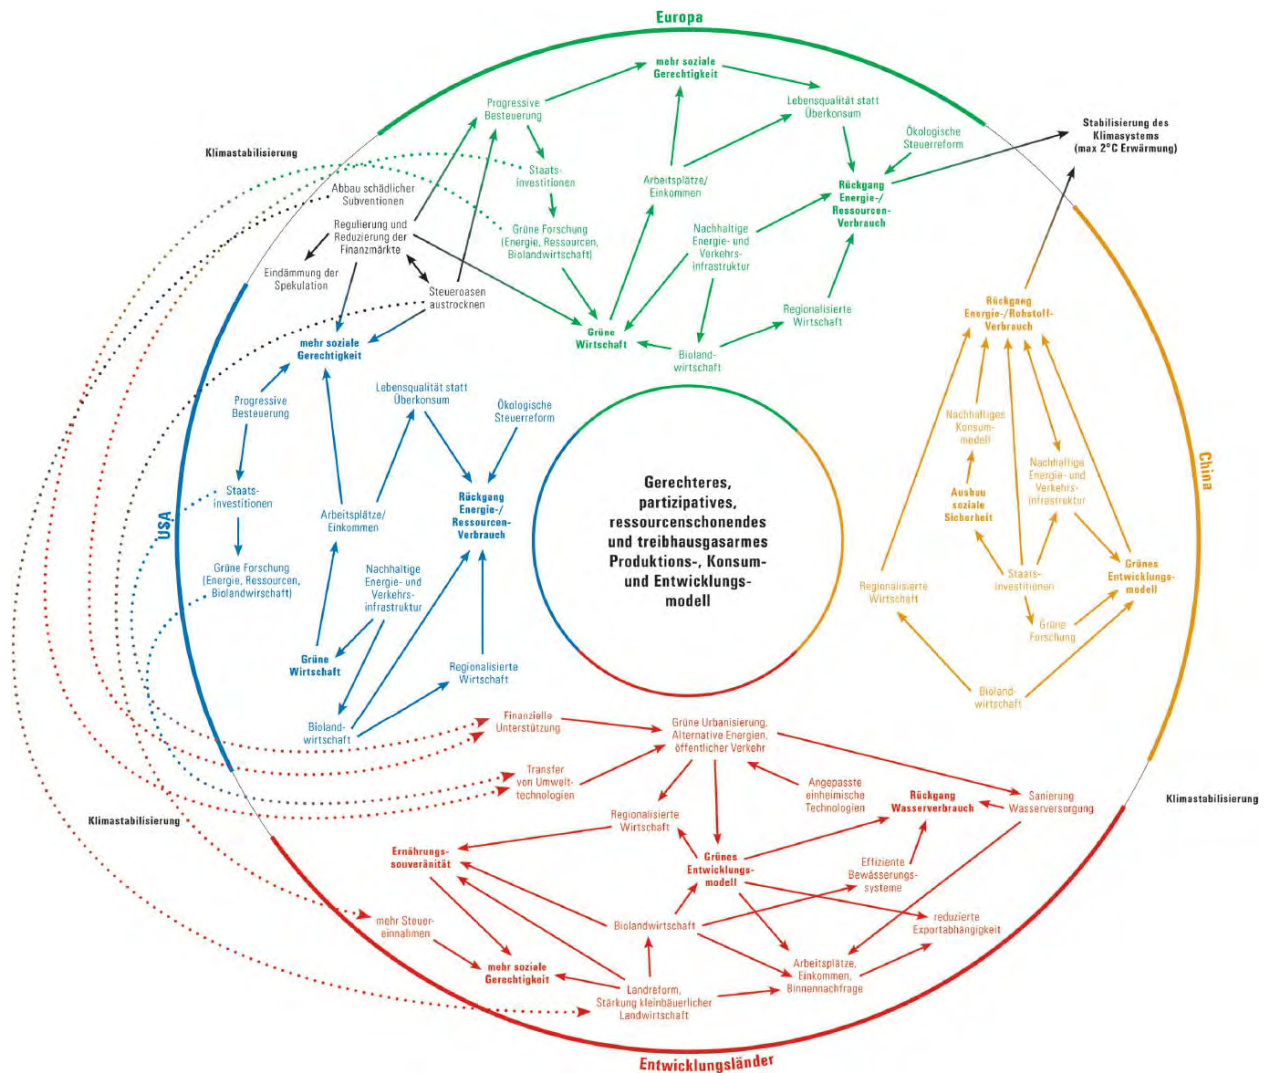 Europa
mehr soziale
Gerechtigkeit
Progressive
Besteuerung
Lebensqualität statt
Überkonsum
Ökologische
Steuerreform
Stabilisierung des
Klimasystems
(max 2°C Erwärmung)
Klimastabilisierung
Staats-
investitionen
Arbeitsplätze/
Einkommen
Rückgang
Energie-/
Ressourcen-
Verbrauch
Abbau schädlicher
Subventionen
Regulierung und
Reduzierung der
Finanzmärkte
Grüne Forschung
(Energie, Ressourcen,
Biolandwirtschaft)
Nachhaltige
Energie- und
Verkehrs-
infrastruktur
Eindämmung der
Spekulation
Steueroasen
austrocknen
Regionalisierte
Wirtschaft
Grüne
Wirtschaft
Bioland-
wirtschaft
USA
mehr soziale
Gerechtigkeit
Progressive
Besteuerung
Lebensqualität statt
Überkonsum
Ökologische
Steuerreform
Staats-
investitionen
Arbeitsplätze/
Einkommen
Rückgang
Energie-/
Ressourcen-
Verbrauch
Grüne Forschung
(Energie, Ressourcen,
Biolandwirschaft)
Nachhaltige
Energie- und
Verkehrs-
infrastruktur
Grüne
Wirtschaft
Regionalisierte
Wirtschaft
Bioland-
wirtschaft
Gerechteres,
partizipatives,
ressourcenschonendes
und treibhausgasarmes
Produktions-, Konsum-
und Entwicklungs-
modell
China
Rückgang
Energie-/Rohstoff-
Verbrauch
Nachhaltiges
Konsum-
modell
Nachhaltige
Energie- und
Verkehrs-
infrastruktur
Ausbau
soziale
Sicherheit
Regionalisierte
Wirtschaft
Staats-
investitionen
Grünes
Entwicklungs-
modell
Grüne
Forschung
Bioland-
wirtschaft
Finanzielle
Unterstützung
Grüne Urbanisierung,
Alternative Energien,
öffentlicher Verkehr
Transfer
von Umwelt-
technologien
Angepasste
einheimische
Technologien
Rückgang
Wasserverbrauch
Sanierung
Wasserversorgung
Klimastabilisierung
Klimastabilisierung
Regionalisierte
Wirtschaft
Ernährungs-
souveränität
Grünes
Entwicklungs-
modell
Effiziente
Bewässerungs-
systeme
mehr Steuer-
einnahmen
Biolandwirtschaft
reduzierte
Exportabhängigkeit
mehr soziale
Gerechtigkeit
Landreform,
Stärkung kleinbäuerlicher
Landwirtschaft
Arbeitsplätze,
Einkommen,
Binnennachfrage
Entwicklungsländer